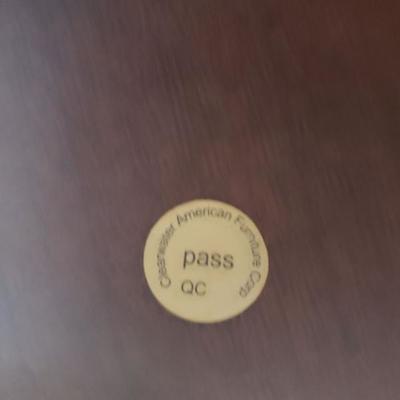 Clearwater American Furniture Corp
pass
QC